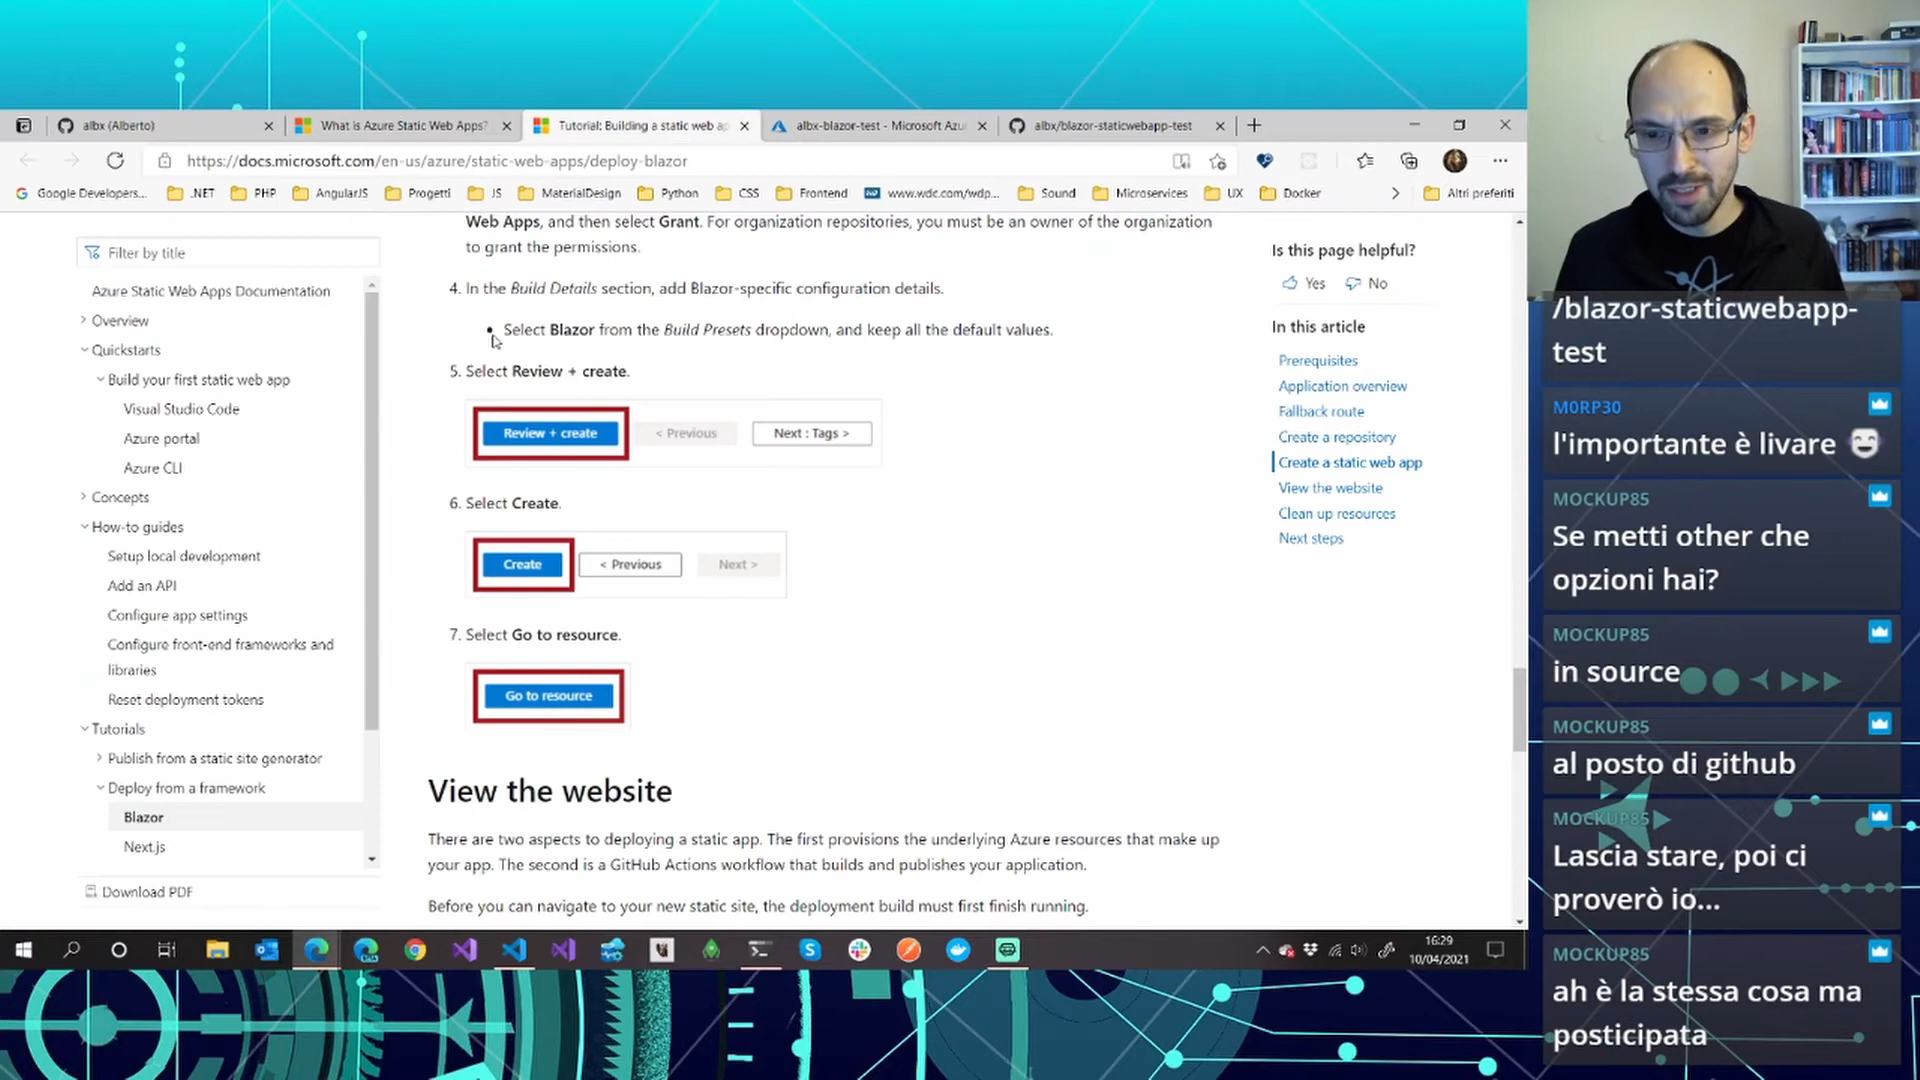 albx (Alberto)
What is Azure Static Web Apps?
Tutorial: Building a static web ap
albx-blazor-test - Microsoft Azu
albx/blazor-staticwebapp-test
https://docs.microsoft.com/en-us/azure/static-web-apps/deploy-blazor
Google Developers...
.NET
PHP
AngularJS
Progetti
JS
MaterialDesign
Python
CSS
Frontend
www.wdc.com/wdp...
Sound
Microservices
UX
Docker
Altri preferiti
Filter by title
Azure Static Web Apps Documentation
Overview
Quickstarts
Build your first static web app
Visual Studio Code
Azure portal
Azure CLI
Concepts
How-to guides
Setup local development
Add an API
Configure app settings
Configure front-end frameworks and
libraries
Reset deployment tokens
Tutorials
Publish from a static site generator
Deploy from a framework
Blazor
Next.js
Download PDF
Web Apps, and then select Grant. For organization repositories, you must be an owner of the organization
to grant the permissions.
4. In the Build Details section, add Blazor-specific configuration details.
• Select Blazor from the Build Presets dropdown, and keep all the default values.
5. Select Review + create.
Review + create
< Previous
Next : Tags >
6. Select Create.
Create
< Previous
Next >
7. Select Go to resource.
Go to resource
View the website
There are two aspects to deploying a static app. The first provisions the underlying Azure resources that make up
your app. The second is a GitHub Actions workflow that builds and publishes your application.
Before you can navigate to your new static site, the deployment build must first finish running.
Is this page helpful?
Yes
No
In this article
Prerequisites
Application overview
Fallback route
Create a repository
Create a static web app
View the website
Clean up resources
Next steps
16:29
10/04/2021
/blazor-staticwebapp-
test
M0RP30
l'importante è livare
MOCKUP85
Se metti other che
opzioni hai?
MOCKUP85
in source
MOCKUP85
al posto di github
MOCKUP85
Lascia stare, poi ci
proverò io...
MOCKUP85
ah è la stessa cosa ma
posticipata